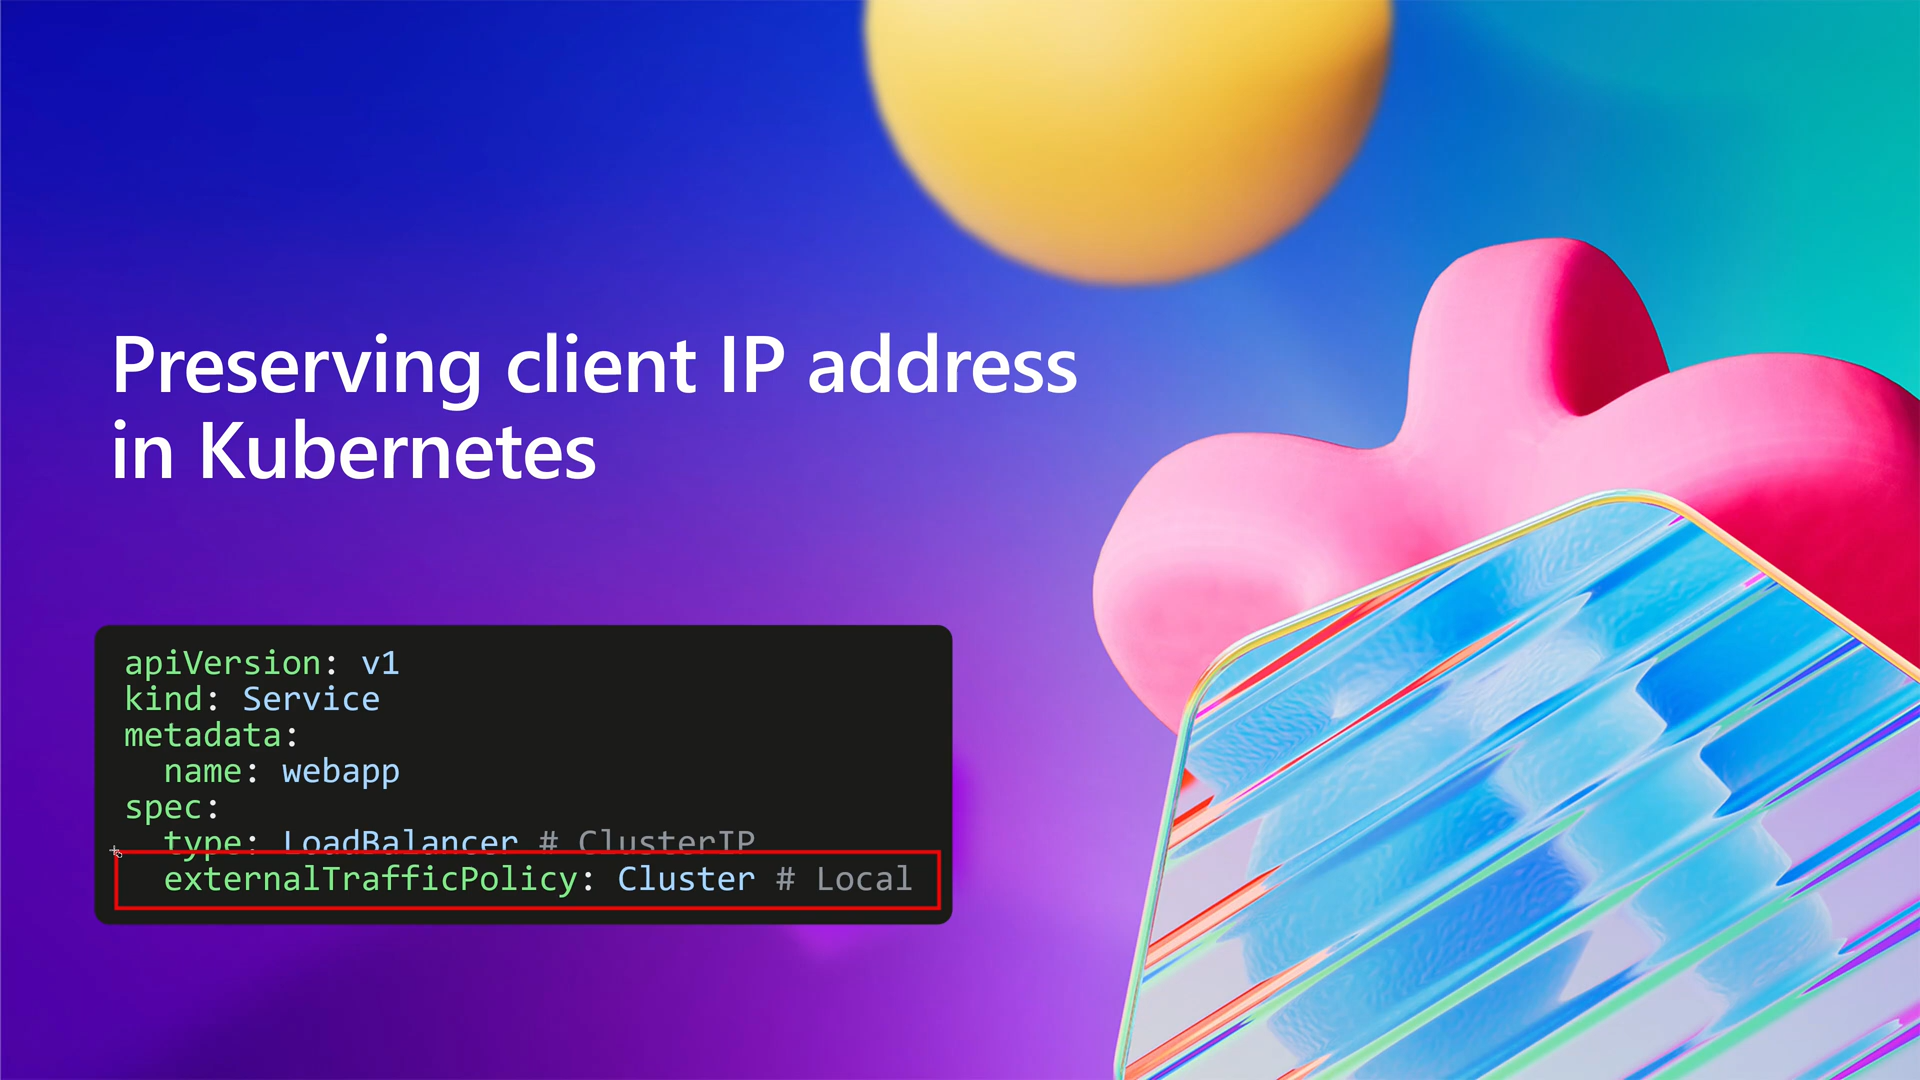 Preserving client IP address
in Kubernetes
apiVersion: v1
kind: Service
metadata:
  name: webapp
spec:
  type: LoadBalancer # ClusterIP
  externalTrafficPolicy: Cluster # Local